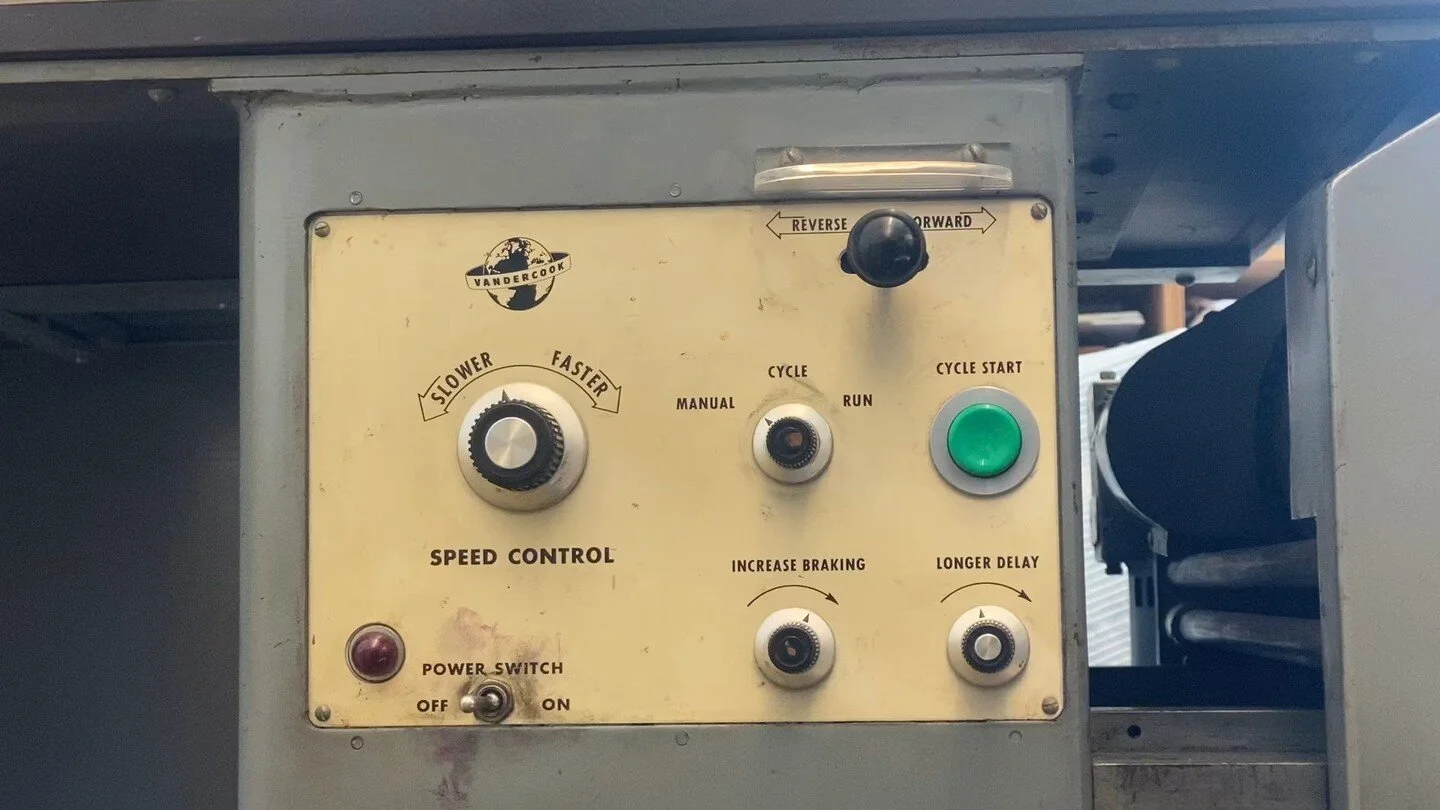 REVERSE ORWARD
VANDERCOOK
SLOWER FASTER
CYCLE
MANUAL RUN
CYCLE START
SPEED CONTROL
INCREASE BRAKING
LONGER DELAY
POWER SWITCH
OFF ON